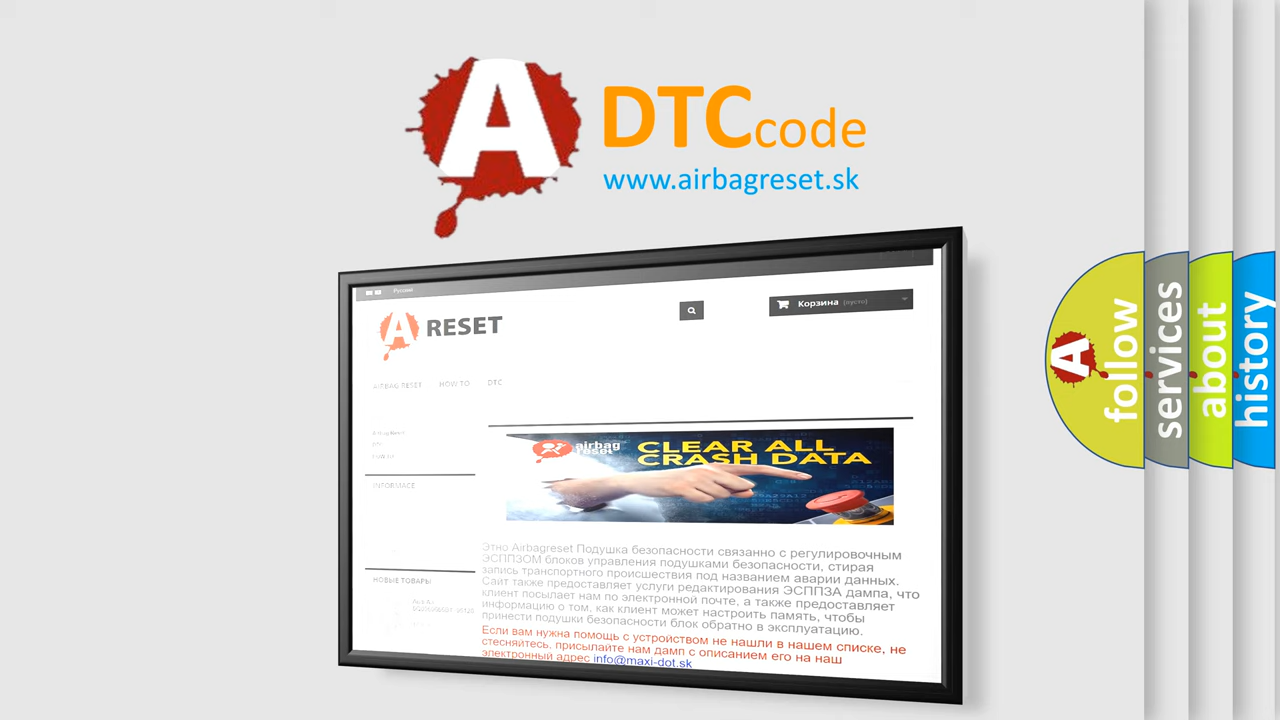 A
DTCcode
www.airbagreset.sk
Русский
A RESET
Корзина (пусто)
AIRBAG RESET HOW TO DTC
Airbag Reset
DTC
INFORMACE
airbag
reset
CLEAR ALL
CRASH DATA
Этно Airbagreset Подушка безопасности связанно с регулировочным
ЭСППЗОМ блоков управления подушками безопасности, стирая
запись транспортного происшествия под названием аварии данных.
Сайт также предоставляет услуги редактирования ЭСППЗА дампа, что
клиент посылает нам по электронной почте, а также предоставляет
информацию о том, как клиент может настроить память, чтобы
принести подушки безопасности блок обратно в эксплуатацию.
Если вам нужна помощь с устройством не нашли в нашем списке, не
стесняйтесь, присылайте нам дамп с описанием его на наш
электронный адрес info@maxi-dot.sk
НОВЫЕ ТОВАРЫ
A
follow
services
about
history